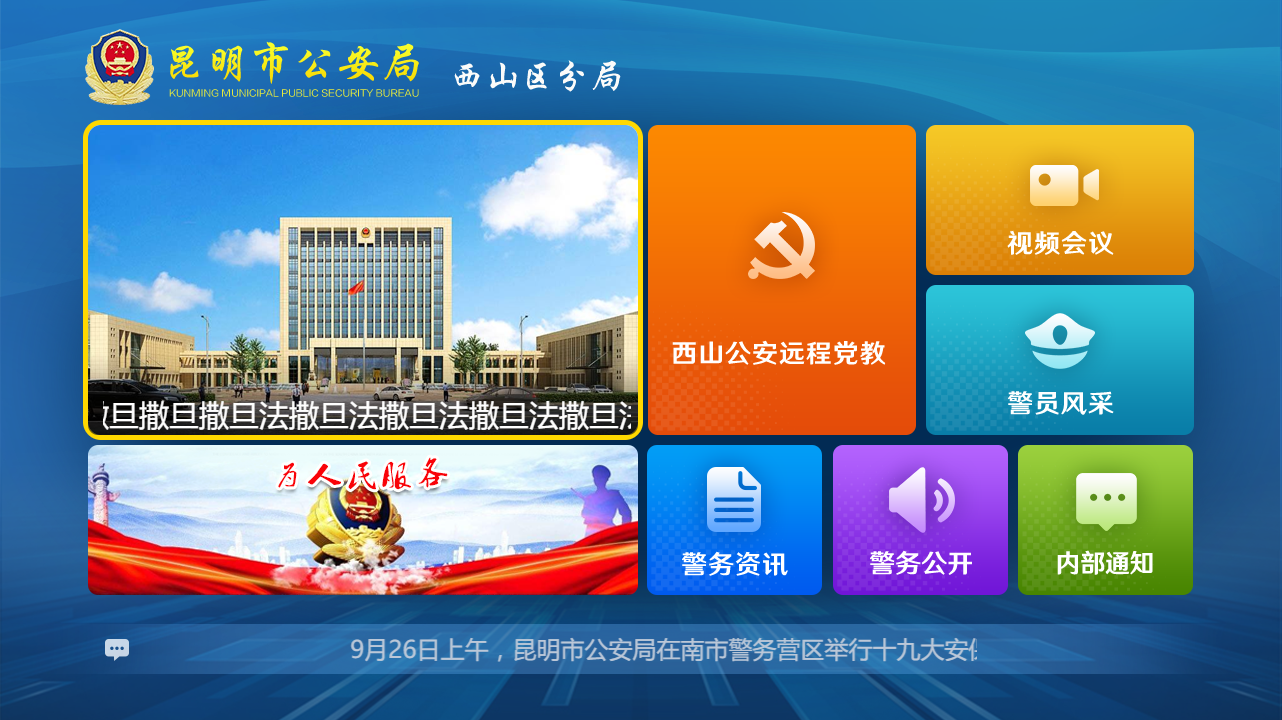 昆明市公安局
KUNMING MUNICIPAL PUBLIC SECURITY BUREAU
西山区分局
旦撒旦撒旦法撒旦法撒旦法撒旦法撒旦
西山公安远程党教
视频会议
警员风采
为人民服务
警务资讯
警务公开
内部通知
9月26日上午，昆明市公安局在南市警务营区举行十九大安